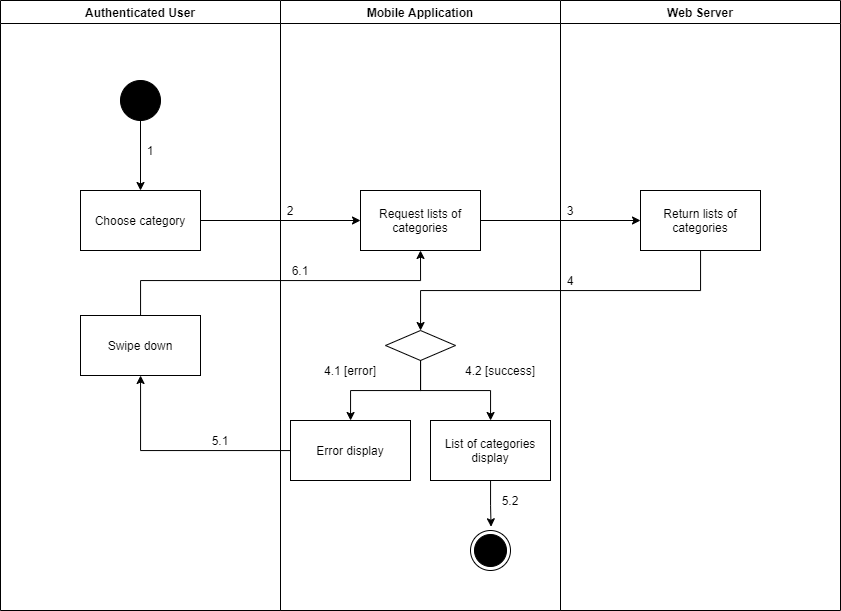 Authenticated User
Mobile Application
Web Server
1
Choose category
2
Request lists of
categories
3
Return lists of
categories
6.1
4
Swipe down
4.1 [error]
4.2 [success]
5.1
Error display
List of categories
display
5.2